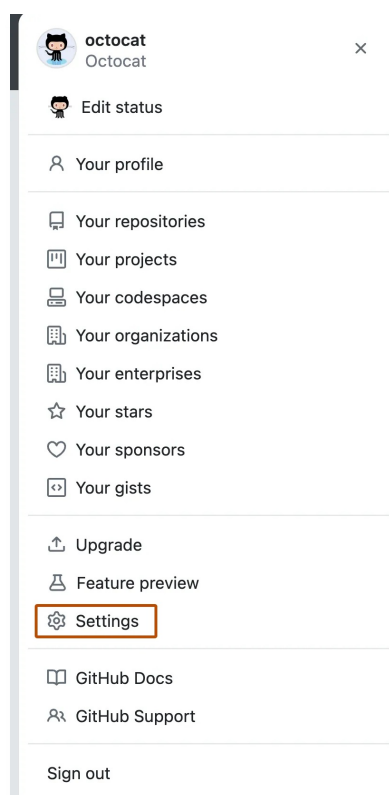 octocat
Octocat
Edit status
Your profile
Your repositories
Your projects
Your codespaces
Your organizations
Your enterprises
Your stars
Your sponsors
Your gists
Upgrade
Feature preview
Settings
GitHub Docs
GitHub Support
Sign out